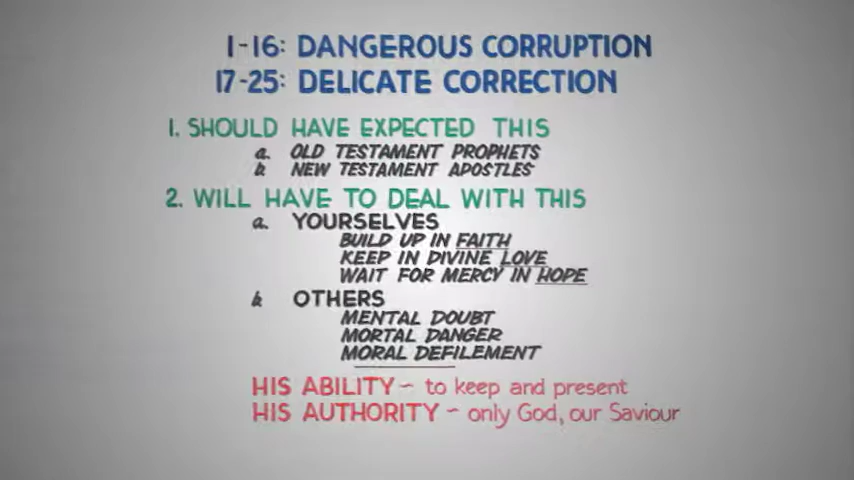 1-16: DANGEROUS CORRUPTION
17-25: DELICATE CORRECTION
1. SHOULD HAVE EXPECTED THIS
a. OLD TESTAMENT PROPHETS
b. NEW TESTAMENT APOSTLES
2. WILL HAVE TO DEAL WITH THIS
a. YOURSELVES
BUILD UP IN FAITH
KEEP IN DIVINE LOVE
WAIT FOR MERCY IN HOPE
b. OTHERS
MENTAL DOUBT
MORTAL DANGER
MORAL DEFILEMENT
HIS ABILITY - to keep and present
HIS AUTHORITY - only God, our Saviour